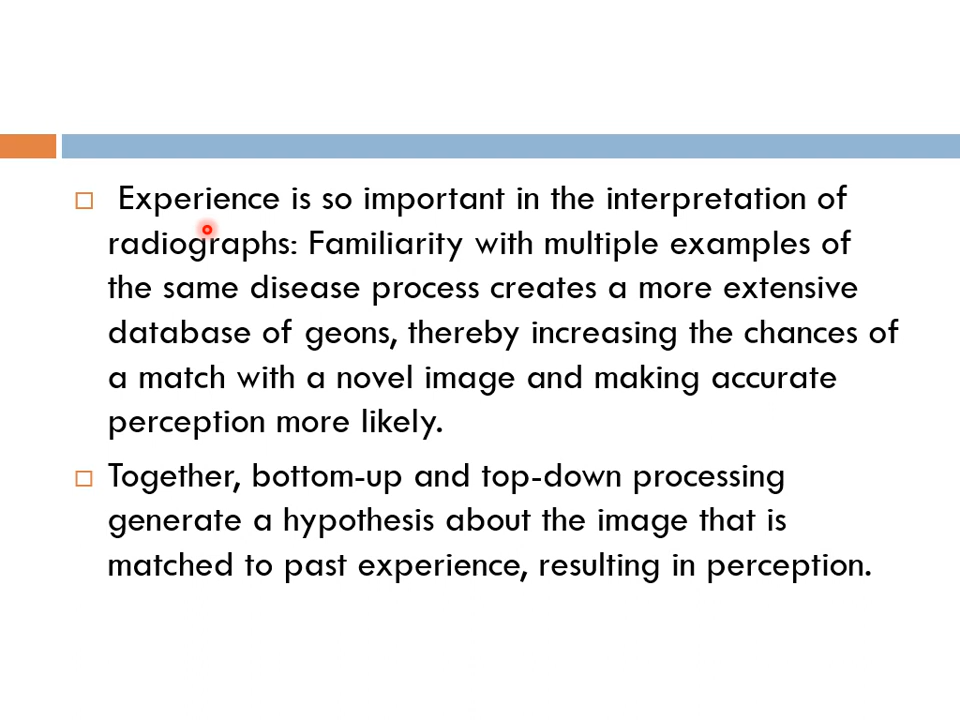 Experience is so important in the interpretation of
radiographs: Familiarity with multiple examples of
the same disease process creates a more extensive
database of geons, thereby increasing the chances of
a match with a novel image and making accurate
perception more likely.
Together, bottom-up and top-down processing
generate a hypothesis about the image that is
matched to past experience, resulting in perception.